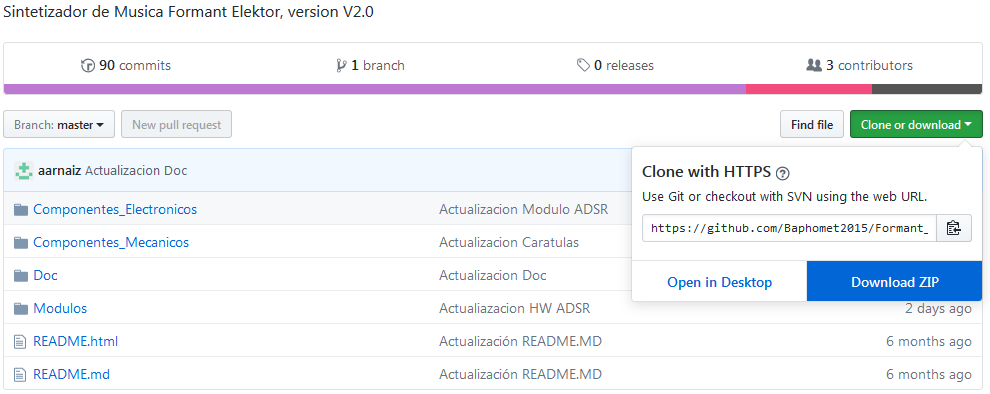 Sintetizador de Musica Formant Elektor, version V2.0
90 commits 1 branch 0 releases 3 contributors
Branch: master New pull request Find file Clone or download
aarnaiz Actualizacion Doc
Clone with HTTPS
Use Git or checkout with SVN using the web URL.
https://github.com/Baphomet2015/Formant_
Open in Desktop Download ZIP
Componentes_Electronicos Actualizacion Modulo ADSR
Componentes_Mecanicos Actualizacion Caratulas
Doc Actualizacion Doc
Modulos Actualiazacion HW ADSR 2 days ago
README.html Actualización README.MD 6 months ago
README.md Actualización README.MD 6 months ago